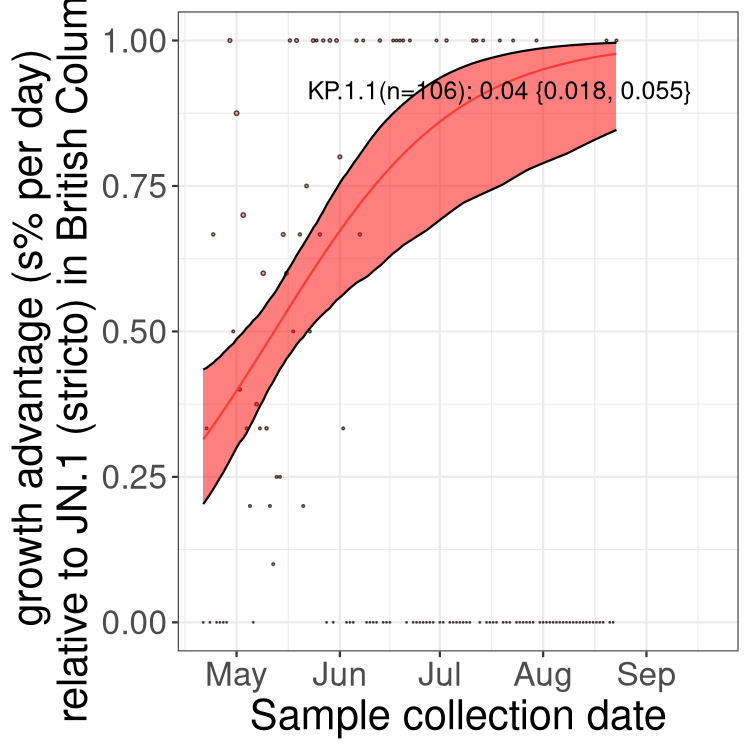 growth advantage (s% per day)
relative to JN.1 (stricto) in British Colum
1.00
0.75
0.50
0.25
0.00
KP.1.1(n=106): 0.04 {0.018, 0.055}
May Jun Jul Aug Sep
Sample collection date